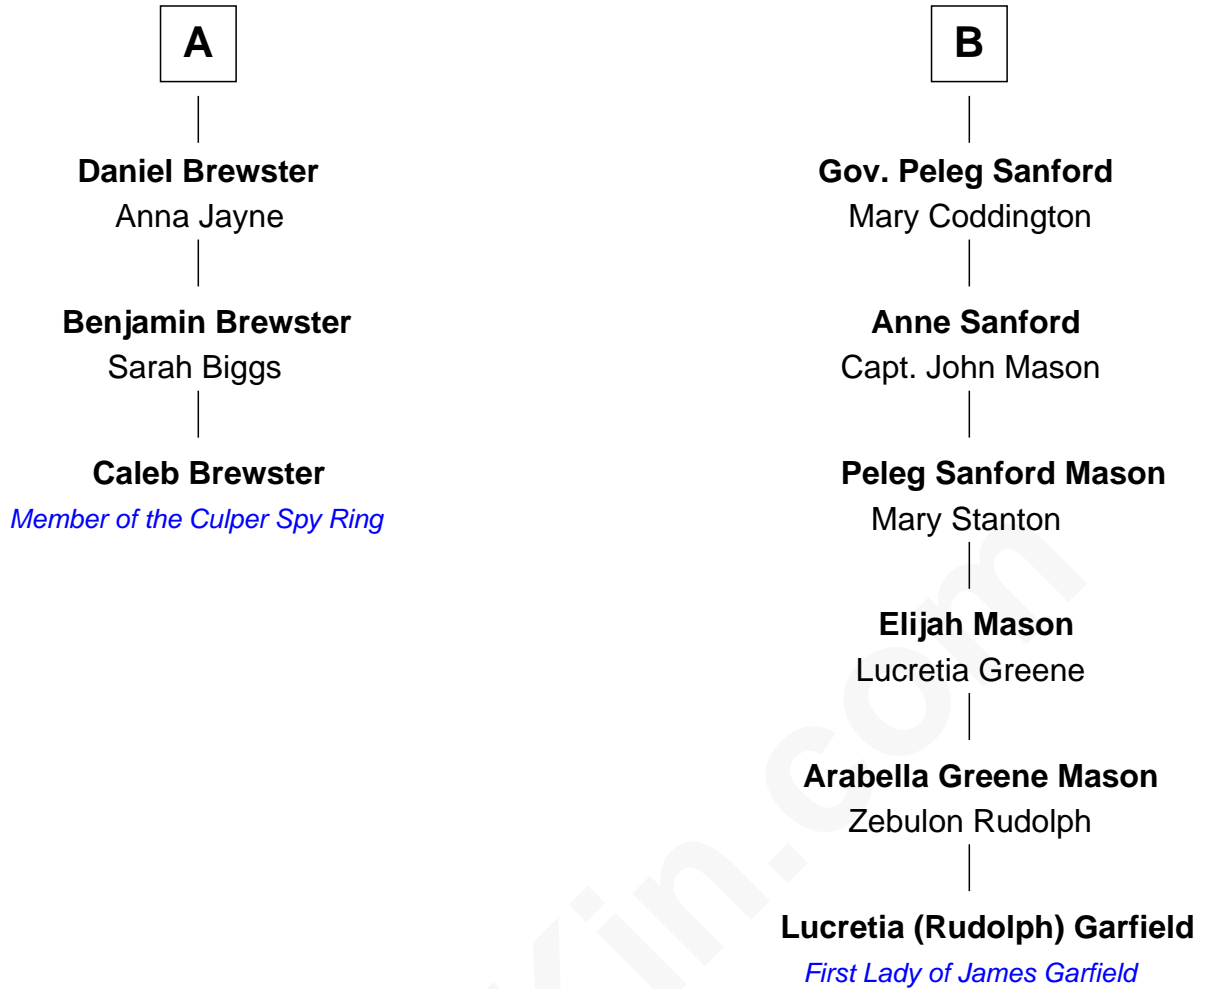 A
Daniel Brewster
Anna Jayne
Benjamin Brewster
Sarah Biggs
Caleb Brewster
Member of the Culper Spy Ring
B
Gov. Peleg Sanford
Mary Coddington
Anne Sanford
Capt. John Mason
Peleg Sanford Mason
Mary Stanton
Elijah Mason
Lucretia Greene
Arabella Greene Mason
Zebulon Rudolph
Lucretia (Rudolph) Garfield
First Lady of James Garfield
Kin.com